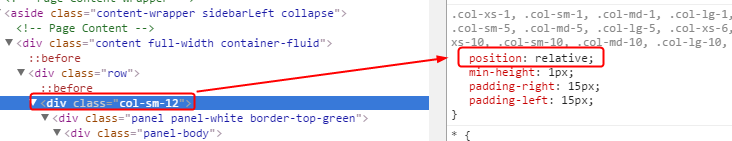 <aside class="content-wrapper sidebarLeft collapse">
<!-- Page Content -->
▼<div class="content full-width container-fluid">
::before
▼<div class="row">
::before
▼<div class="col-sm-12">
▼<div class="panel panel-white border-top-green">
▼<div class="panel-body">
.col-xs-1, .col-sm-1, .col-md-1, .col-lg-1,
.col-sm-5, .col-md-5, .col-lg-5, .col-xs-6,
xs-10, .col-sm-10, .col-md-10, .col-lg-10,
position: relative;
min-height: 1px;
padding-right: 15px;
padding-left: 15px;
}
* {